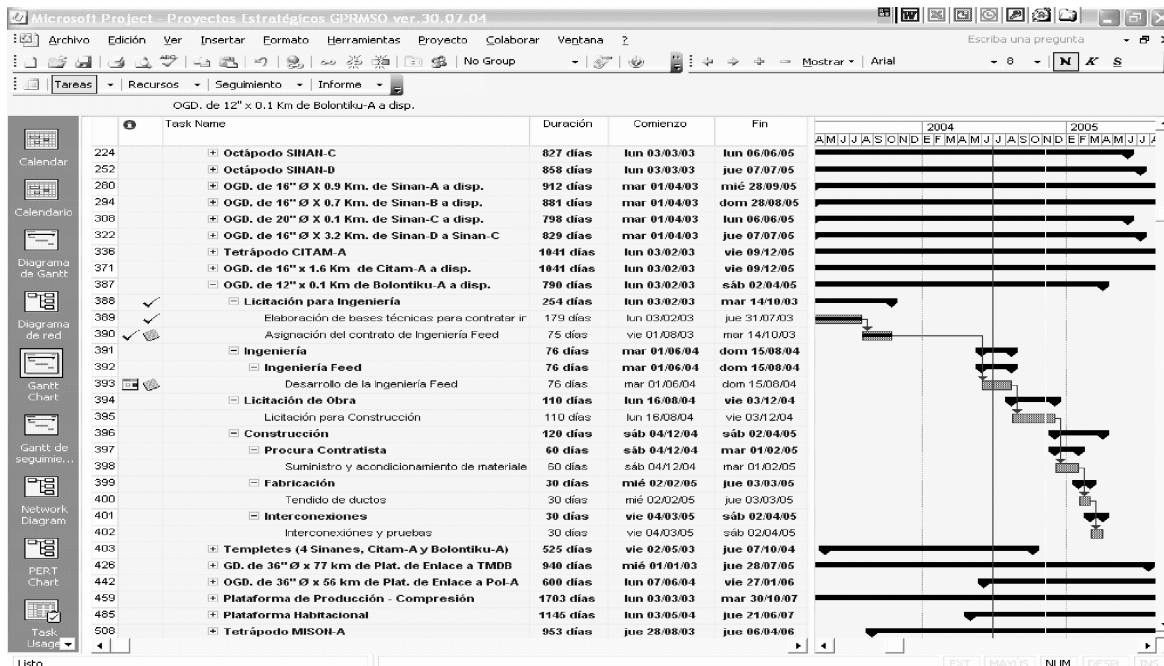 Microsoft Project - Proyectos Estratégicos GPRMSO ver.30.07.04
Archivo Edición Ver Insertar Formato Herramientas Proyecto Colaborar Ventana ? Escriba una pregunta
No Group Mostrar Arial 8 N K S
Tareas Recursos Seguimiento Informe
OGD. de 12" x 0.1 Km de Bolontiku-A a disp.
Task Name Duración Comienzo Fin 2004 2005
A M J J A S O N D E F M A M J J A S O N D E F M A M J J A
224 Octápodo SINAN-C 827 días lun 03/03/03 lun 06/06/05
252 Octápodo SINAN-D 858 días lun 03/03/03 jue 07/07/05
280 OGD. de 16" Ø X 0.9 Km. de Sinan-A a disp. 912 días mar 01/04/03 mié 28/09/05
294 OGD. de 16" Ø X 0.7 Km. de Sinan-B a disp. 881 días mar 01/04/03 dom 28/08/05
308 OGD. de 20" Ø X 0.1 Km. de Sinan-C a disp. 798 días mar 01/04/03 lun 06/06/05
322 OGD. de 16" Ø X 3.2 Km. de Sinan-D a Sinan-C 829 días mar 01/04/03 jue 07/07/05
336 Tetrápodo CITAM-A 1041 días lun 03/02/03 vie 09/12/05
371 OGD. de 16" x 1.6 Km de Citam-A a disp. 1041 días lun 03/02/03 vie 09/12/05
387 OGD. de 12" x 0.1 Km de Bolontiku-A a disp. 790 días lun 03/02/03 sáb 02/04/05
388 Licitación para Ingeniería 254 días lun 03/02/03 mar 14/10/03
389 Elaboración de bases técnicas para contratar ir 179 días lun 03/02/03 jue 31/07/03
390 Asignación del contrato de Ingeniería Feed 75 días vie 01/08/03 mar 14/10/03
391 Ingeniería 76 días mar 01/06/04 dom 15/08/04
392 Ingeniería Feed 76 días mar 01/06/04 dom 15/08/04
393 Desarrollo de la Ingeniería Feed 76 días mar 01/06/04 dom 15/08/04
394 Licitación de Obra 110 días lun 16/08/04 vie 03/12/04
395 Licitación para Construcción 110 días lun 16/08/04 vie 03/12/04
396 Construcción 120 días sáb 04/12/04 sáb 02/04/05
397 Procura Contratista 60 días sáb 04/12/04 mar 01/02/05
398 Suministro y acondicionamiento de materiale 60 días sáb 04/12/04 mar 01/02/05
399 Fabricación 30 días mié 02/02/05 jue 03/03/05
400 Tendido de ductos 30 días mié 02/02/05 jue 03/03/05
401 Interconexiones 30 días vie 04/03/05 sáb 02/04/05
402 Interconexiónes y pruebas 30 días vie 04/03/05 sáb 02/04/05
403 Templetes (4 Sinanes, Citam-A y Bolontiku-A) 525 días vie 02/05/03 jue 07/10/04
426 GD. de 36" Ø x 77 km de Plat. de Enlace a TMDB 940 días mié 01/01/03 jue 28/07/05
442 OGD. de 36" Ø x 56 km de Plat. de Enlace a Pol-A 600 días lun 07/06/04 vie 27/01/06
459 Plataforma de Producción - Compresión 1703 días lun 03/03/03 mar 30/10/07
485 Plataforma Habitacional 1145 días lun 03/05/04 jue 21/06/07
508 Tetrápodo MISON-A 953 días jue 28/08/03 jue 06/04/06
Calendar
Calendario
Diagrama de Gantt
Diagrama de red
Gantt Chart
Gantt de seguimie...
Network Diagram
PERT Chart
Task Usage
Listo EXT MAYÚS NUM DESPL INS